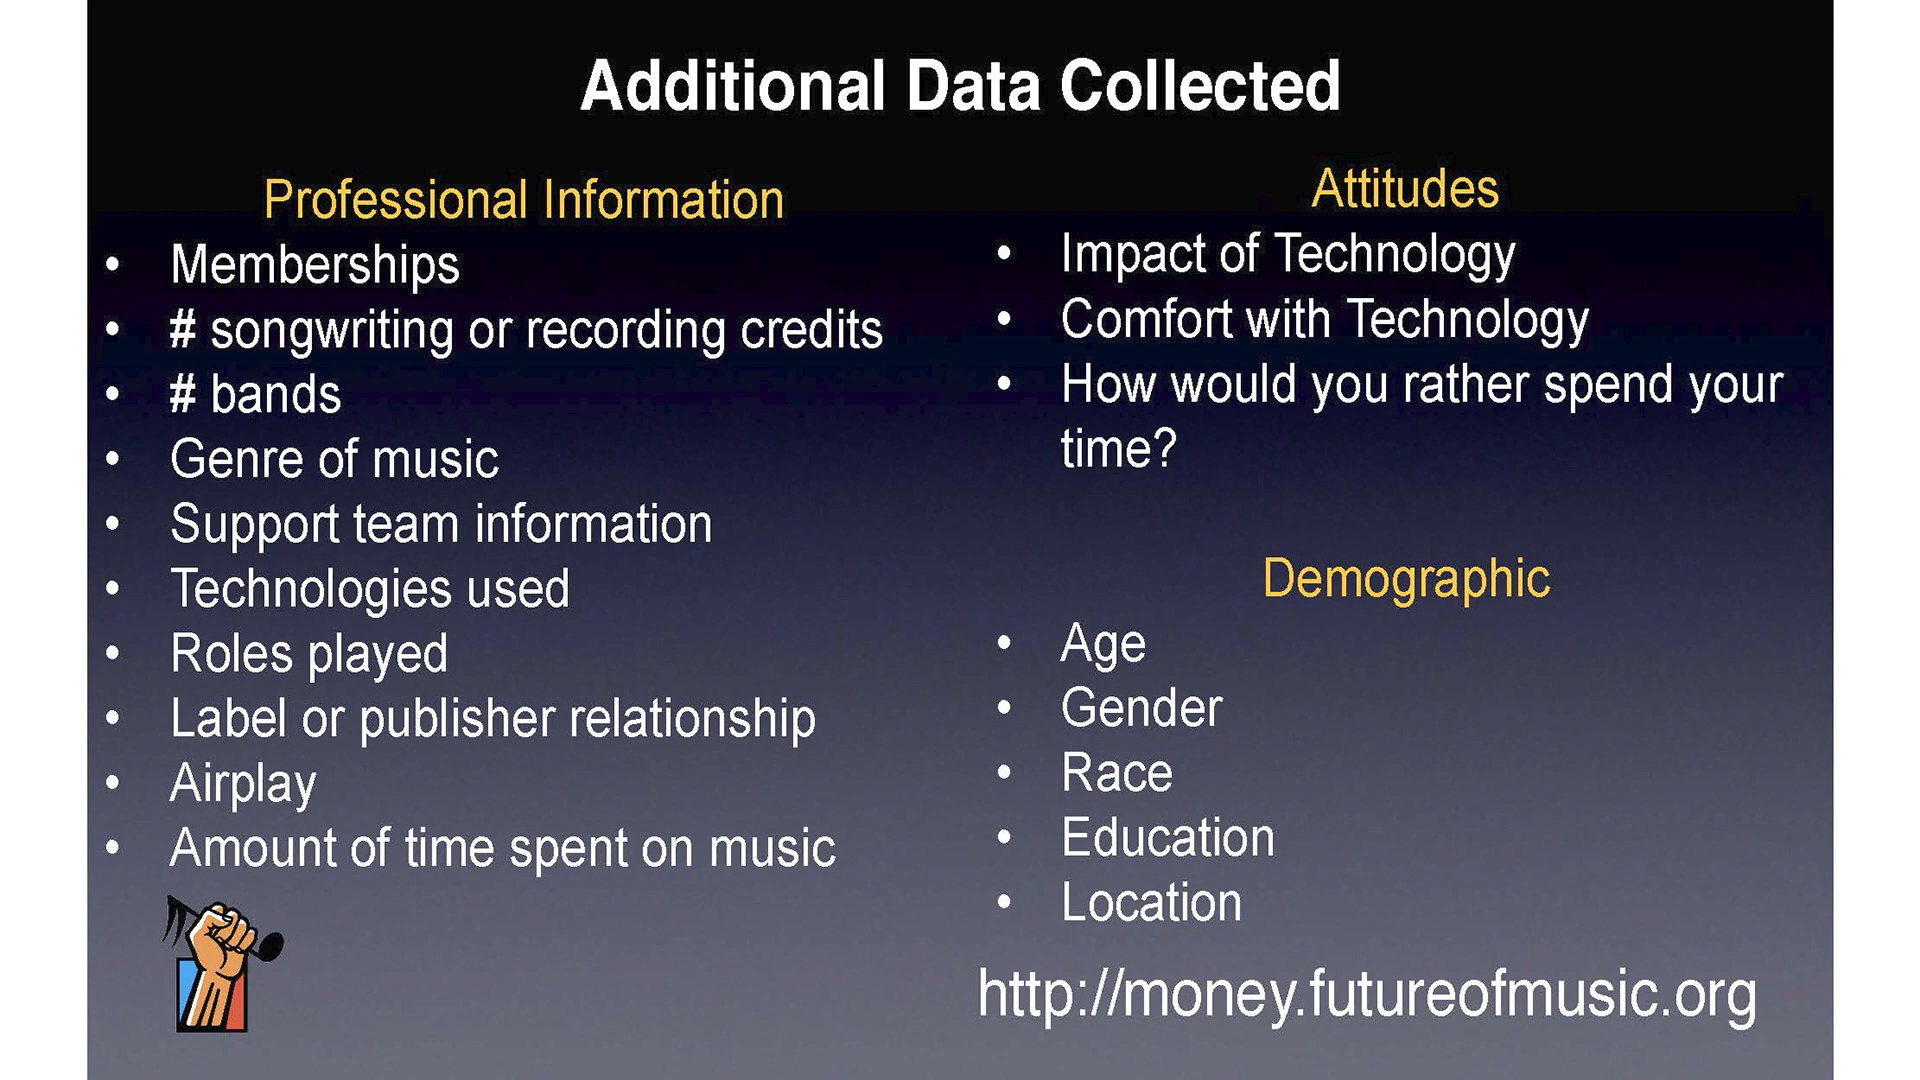 Additional Data Collected
Professional Information
• Memberships
• # songwriting or recording credits
• # bands
• Genre of music
• Support team information
• Technologies used
• Roles played
• Label or publisher relationship
• Airplay
• Amount of time spent on music
Attitudes
• Impact of Technology
• Comfort with Technology
• How would you rather spend your
time?
Demographic
• Age
• Gender
• Race
• Education
• Location
http://money.futureofmusic.org